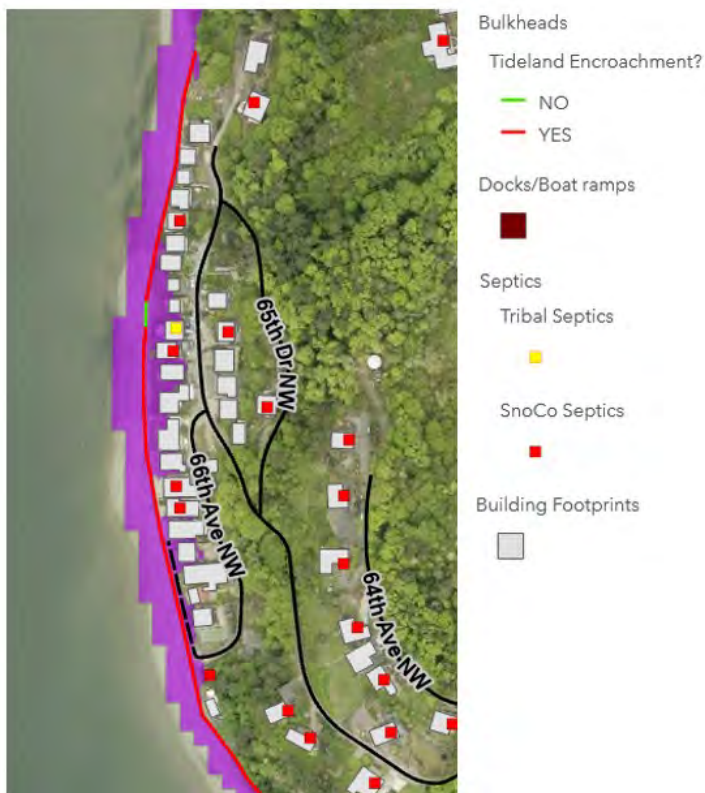 Bulkheads
Tideland Encroachment?
NO
YES
Docks/Boat ramps
Septics
Tribal Septics
SnoCo Septics
Building Footprints
65th Dr NW
66th Ave NW
64th Ave NW